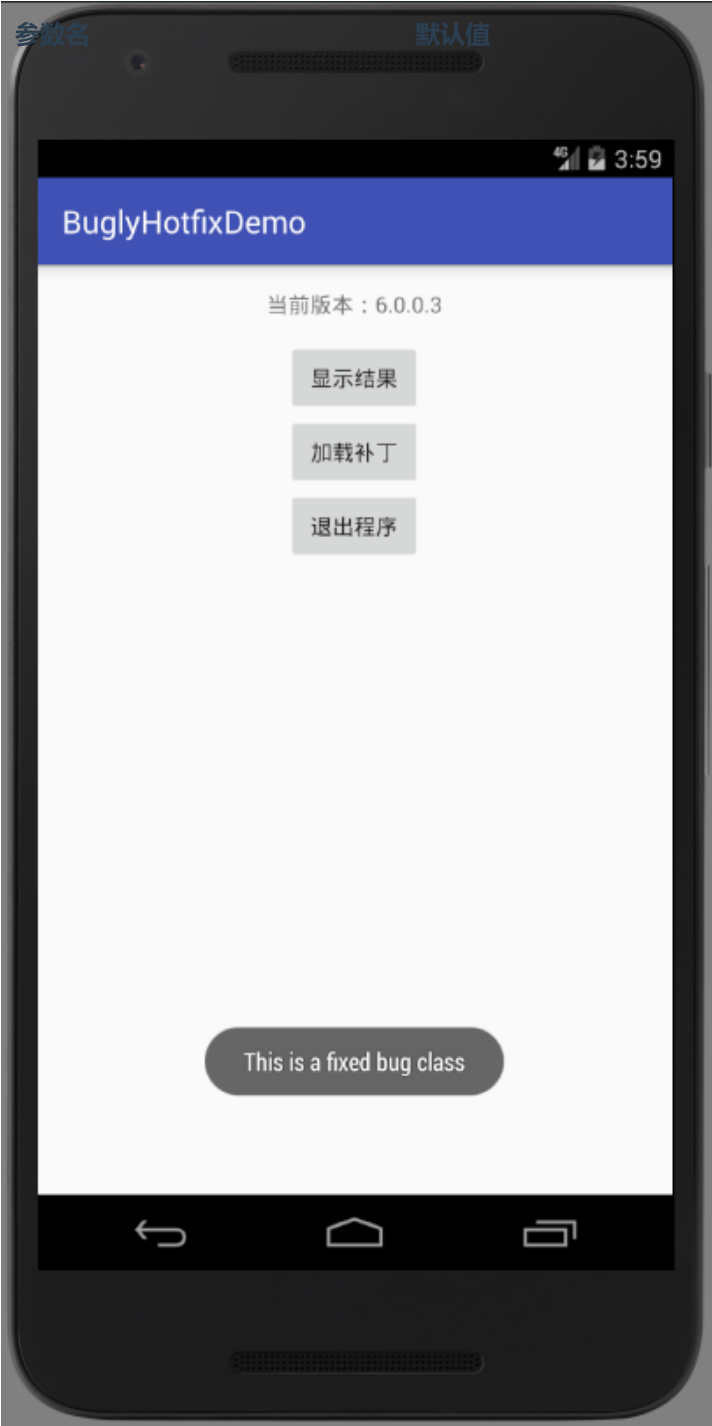 参数名 默认值
4G 3:59
BuglyHotfixDemo
当前版本：6.0.0.3
显示结果
加载补丁
退出程序
This is a fixed bug class